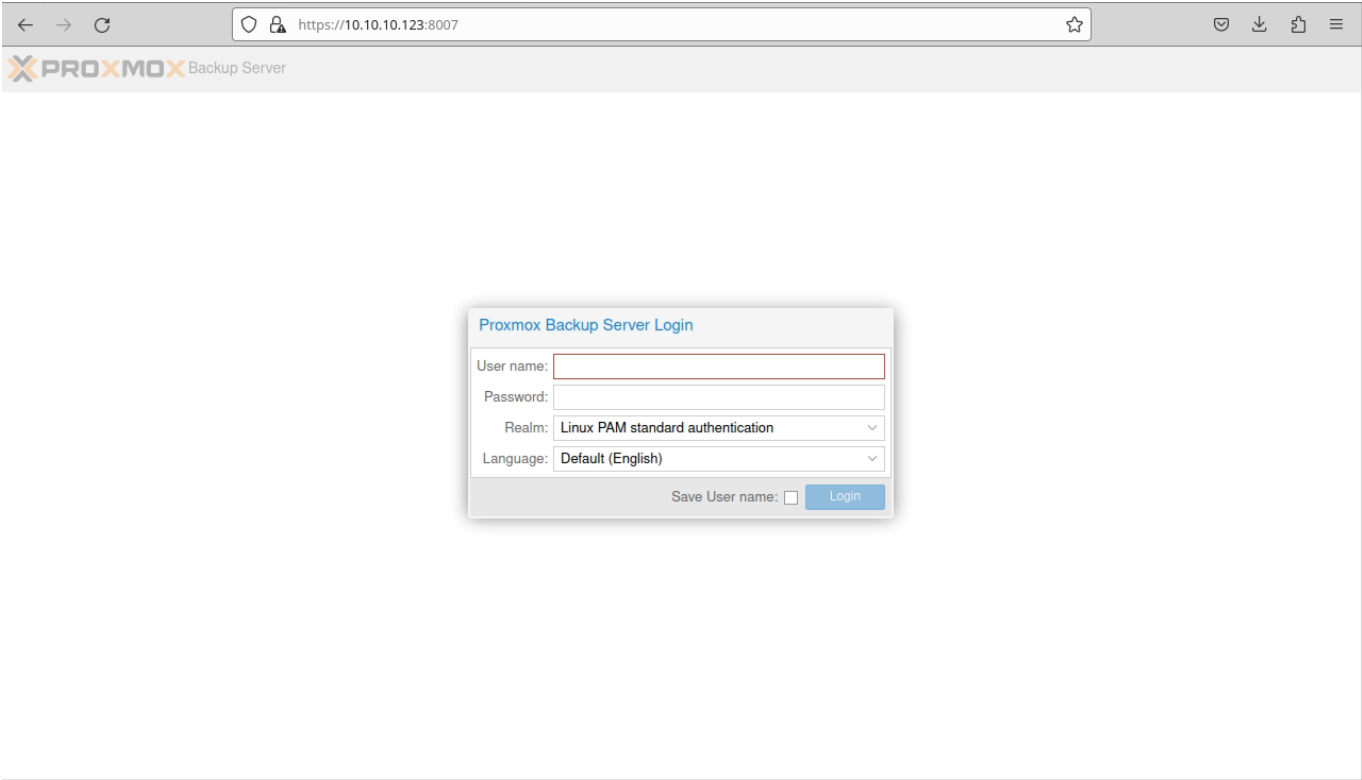 https://10.10.10.123:8007
PROXMOX Backup Server
Proxmox Backup Server Login
User name:
Password:
Realm: Linux PAM standard authentication
Language: Default (English)
Save User name: Login